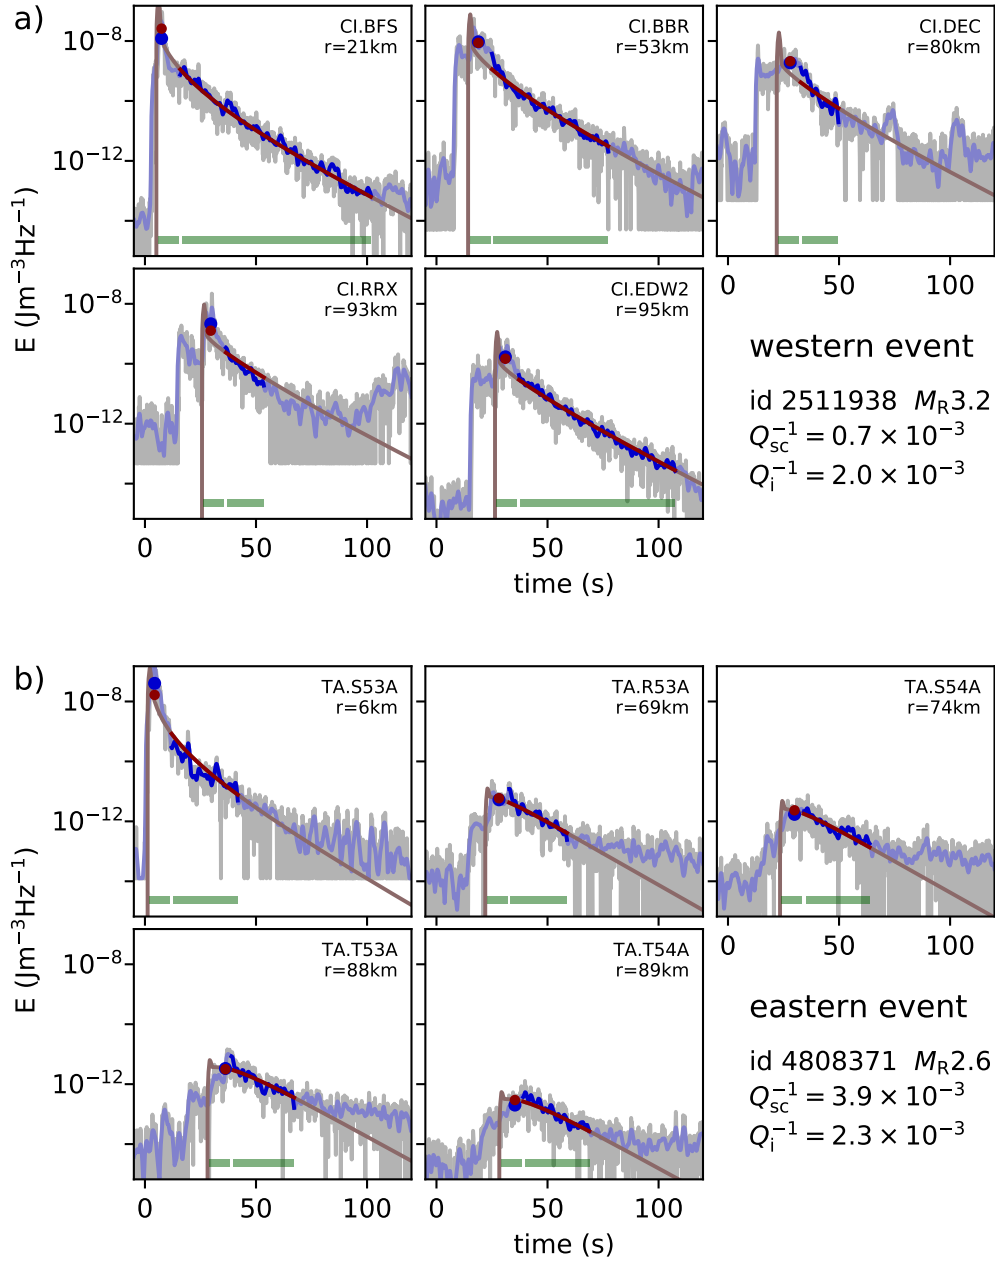 a)
E (Jm⁻³Hz⁻¹)
10⁻⁸
10⁻¹²
CI.BFS
r=21km
CI.BBR
r=53km
CI.DEC
r=80km
0 50 100
10⁻⁸
10⁻¹²
CI.RRX
r=93km
CI.EDW2
r=95km
0 50 100
0 50 100
time (s)
western event
id 2511938 M_R3.2
Q_sc⁻¹ = 0.7 × 10⁻³
Q_i⁻¹ = 2.0 × 10⁻³
b)
E (Jm⁻³Hz⁻¹)
10⁻⁸
10⁻¹²
TA.S53A
r=6km
TA.R53A
r=69km
TA.S54A
r=74km
0 50 100
10⁻⁸
10⁻¹²
TA.T53A
r=88km
TA.T54A
r=89km
0 50 100
0 50 100
time (s)
eastern event
id 4808371 M_R2.6
Q_sc⁻¹ = 3.9 × 10⁻³
Q_i⁻¹ = 2.3 × 10⁻³